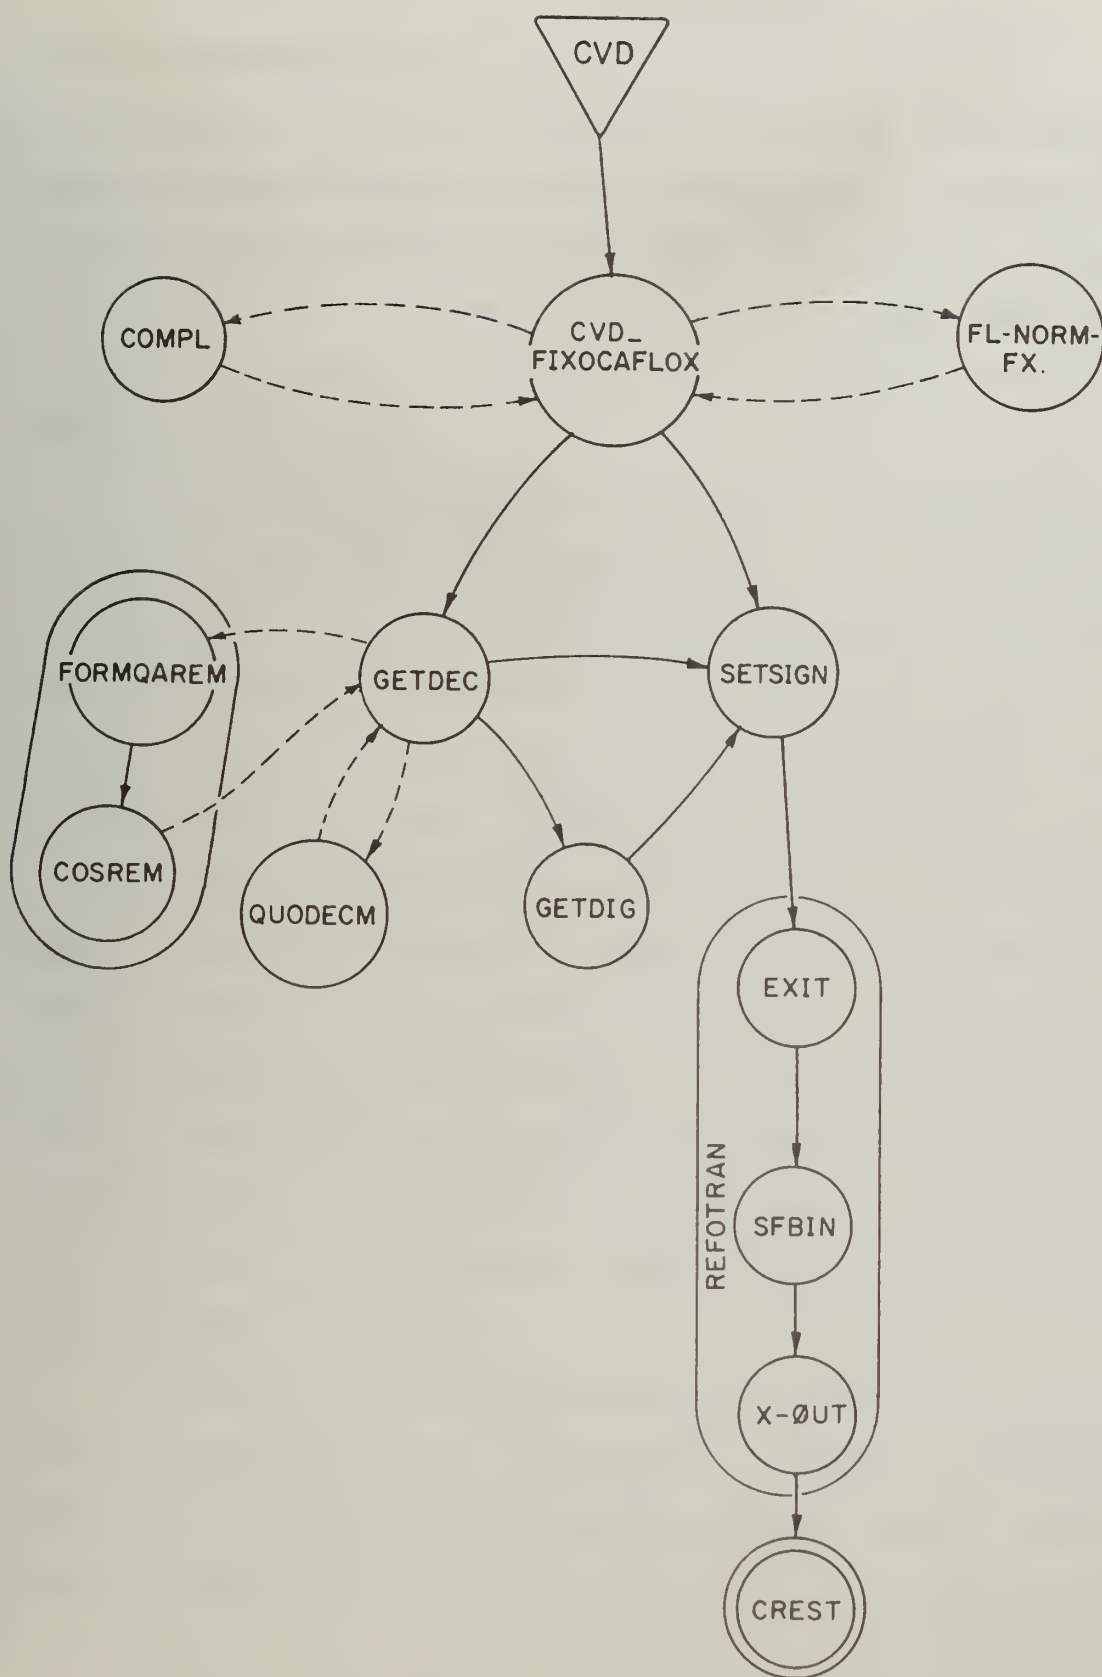 CVD
COMPL
CVD_
FIXOCAFLOX
FL-NORM-
FX.
FORMQAREM
GETDEC
SETSIGN
COSREM
QUODECM
GETDIG
EXIT
REFOTRAN
SFBIN
X-ØUT
CREST